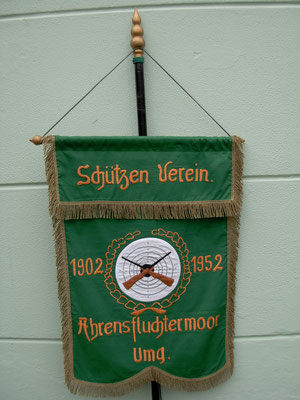 Schützen Verein.
1902 1952
Ahrensfluchtermoor
Umg.